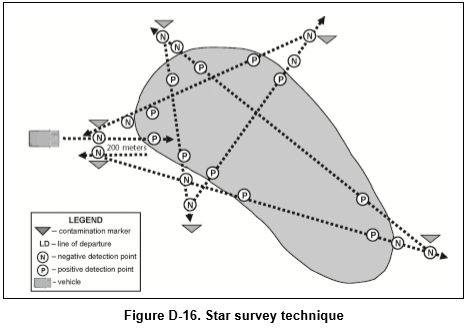 N
N
N
P
N
P
P
P
P
N
N
P
200 meters
N
P
P
N
P
P
N
P
N
N
LEGEND
– contamination marker
LD – line of departure
N – negative detection point
P – positive detection point
– vehicle
Figure D-16. Star survey technique